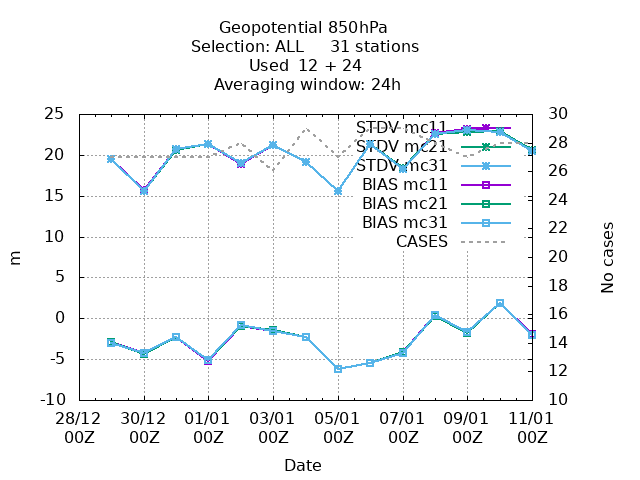 Geopotential 850hPa
Selection: ALL 31 stations
Used 12 + 24
Averaging window: 24h
25
20
15
10
5
0
-5
-10
m
30
28
26
24
22
20
18
16
14
12
10
No cases
STDV mc11
STDV mc21
STDV mc31
BIAS mc11
BIAS mc21
BIAS mc31
CASES
28/12 30/12 01/01 03/01 05/01 07/01 09/01 11/01
00Z 00Z 00Z 00Z 00Z 00Z 00Z 00Z
Date